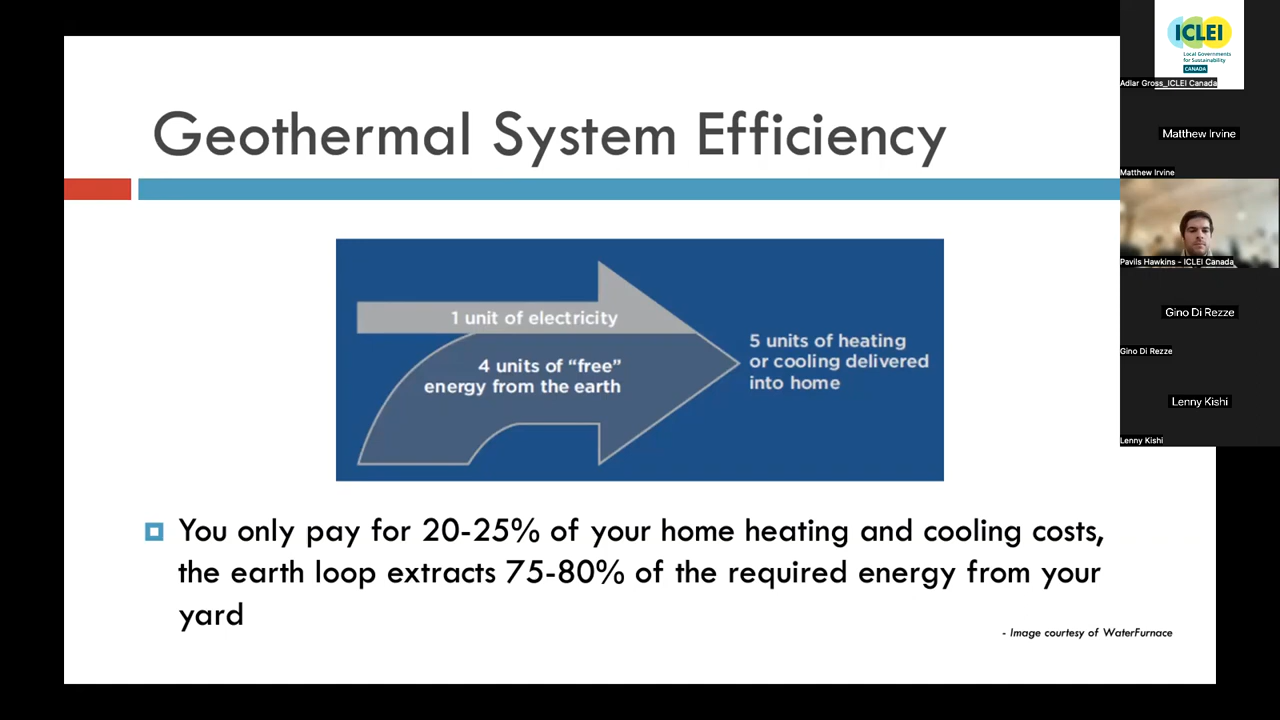 Geothermal System Efficiency
1 unit of electricity
4 units of “free”
energy from the earth
5 units of heating
or cooling delivered
into home
You only pay for 20-25% of your home heating and cooling costs,
the earth loop extracts 75-80% of the required energy from your
yard
- Image courtesy of WaterFurnace
ICLEI
Local Governments
for Sustainability
CANADA
Adlar Gross_ICLEI Canada
Matthew Irvine
Matthew Irvine
Pavils Hawkins - ICLEI Canada
Gino Di Rezze
Gino Di Rezze
Lenny Kishi
Lenny Kishi